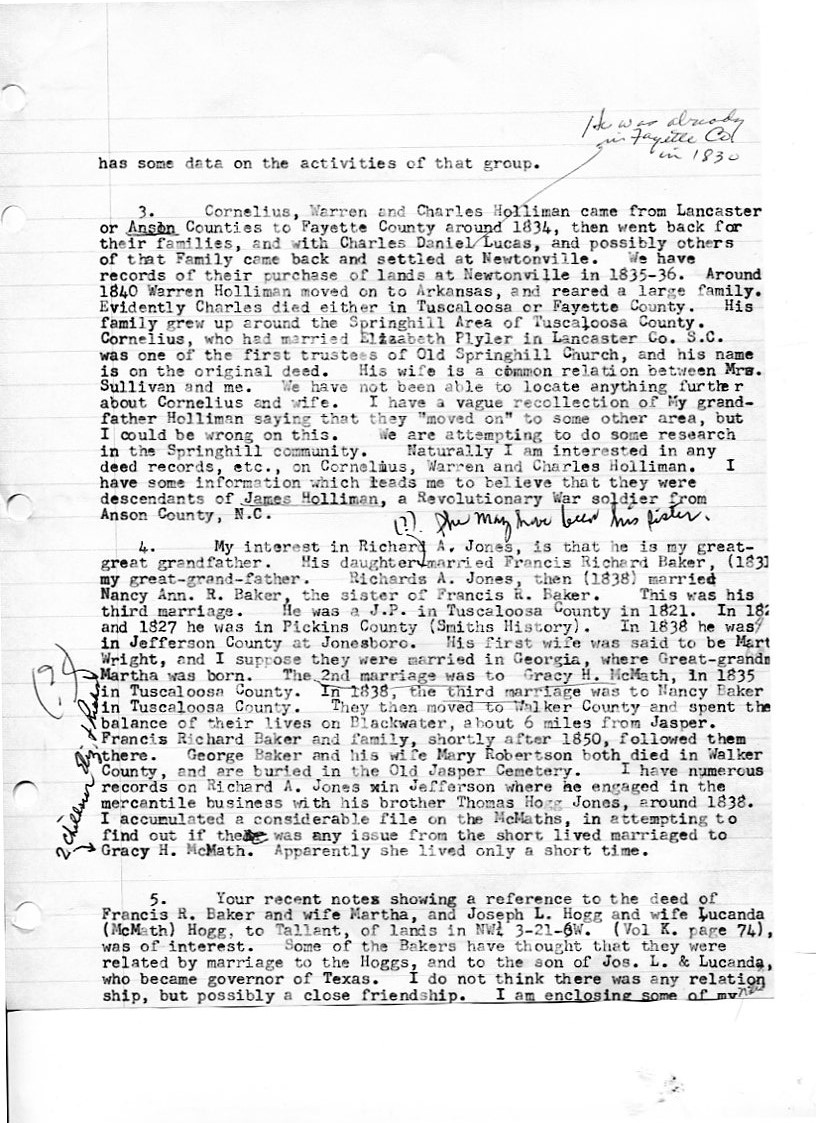 He was already
in Fayette Co
in 1830
has some data on the activities of that group.
3. Cornelius, Warren and Charles Holliman came from Lancaster
or Anson Counties to Fayette County around 1834, then went back for
their families, and with Charles Daniel Lucas, and possibly others
of that Family came back and settled at Newtonville. We have
records of their purchase of lands at Newtonville in 1835-36. Around
1840 Warren Holliman moved on to Arkansas, and reared a large family.
Evidently Charles died either in Tuscaloosa or Fayette County. His
family grew up around the Springhill Area of Tuscaloosa County.
Cornelius, who had married Elizabeth Plyler in Lancaster Co. S.C.
was one of the first trustees of Old Springhill Church, and his name
is on the original deed. His wife is a common relation between Mrs.
Sullivan and me. We have not been able to locate anything further
about Cornelius and wife. I have a vague recollection of My grand-
father Holliman saying that they "moved on" to some other area, but
I could be wrong on this. We are attempting to do some research
in the Springhill community. Naturally I am interested in any
deed records, etc., on Cornelius, Warren and Charles Holliman. I
have some information which leads me to believe that they were
descendants of James Holliman, a Revolutionary War soldier from
Anson County, N.C.
(?). She may have been his sister.
4. My interest in Richard A. Jones, is that he is my great-
great grandfather. His daughter married Francis Richard Baker, (183
my great-grand-father. Richards A. Jones, then (1838) married
Nancy Ann. R. Baker, the sister of Francis R. Baker. This was his
third marriage. He was a J.P. in Tuscaloosa County in 1821. In 18
and 1827 he was in Pickins County (Smiths History). In 1838 he was
in Jefferson County at Jonesboro. His first wife was said to be Mart
Wright, and I suppose they were married in Georgia, where Great-grandm
Martha was born. The 2nd marriage was to Gracy H. McMath, in 1835
in Tuscaloosa County. In 1838, the third marriage was to Nancy Baker
in Tuscaloosa County. They then moved to Walker County and spent the
balance of their lives on Blackwater, about 6 miles from Jasper.
Francis Richard Baker and family, shortly after 1850, followed them
there. George Baker and his wife Mary Robertson both died in Walker
County, and are buried in the Old Jasper Cemetery. I have numerous
records on Richard A. Jones xin Jefferson where he engaged in the
mercantile business with his brother Thomas Hogg Jones, around 1838.
I accumulated a considerable file on the McMaths, in attempting to
find out if there was any issue from the short lived marriaged to
Gracy H. McMath. Apparently she lived only a short time.
(?)
2 children
5. Your recent notes showing a reference to the deed of
Francis R. Baker and wife Martha, and Joseph L. Hogg and wife Lucanda
(McMath) Hogg, to Tallant, of lands in NW¼ 3-21-6W. (Vol K. page 74),
was of interest. Some of the Bakers have thought that they were
related by marriage to the Hoggs, and to the son of Jos. L. & Lucanda,
who became governor of Texas. I do not think there was any relation
ship, but possibly a close friendship. I am enclosing some of my